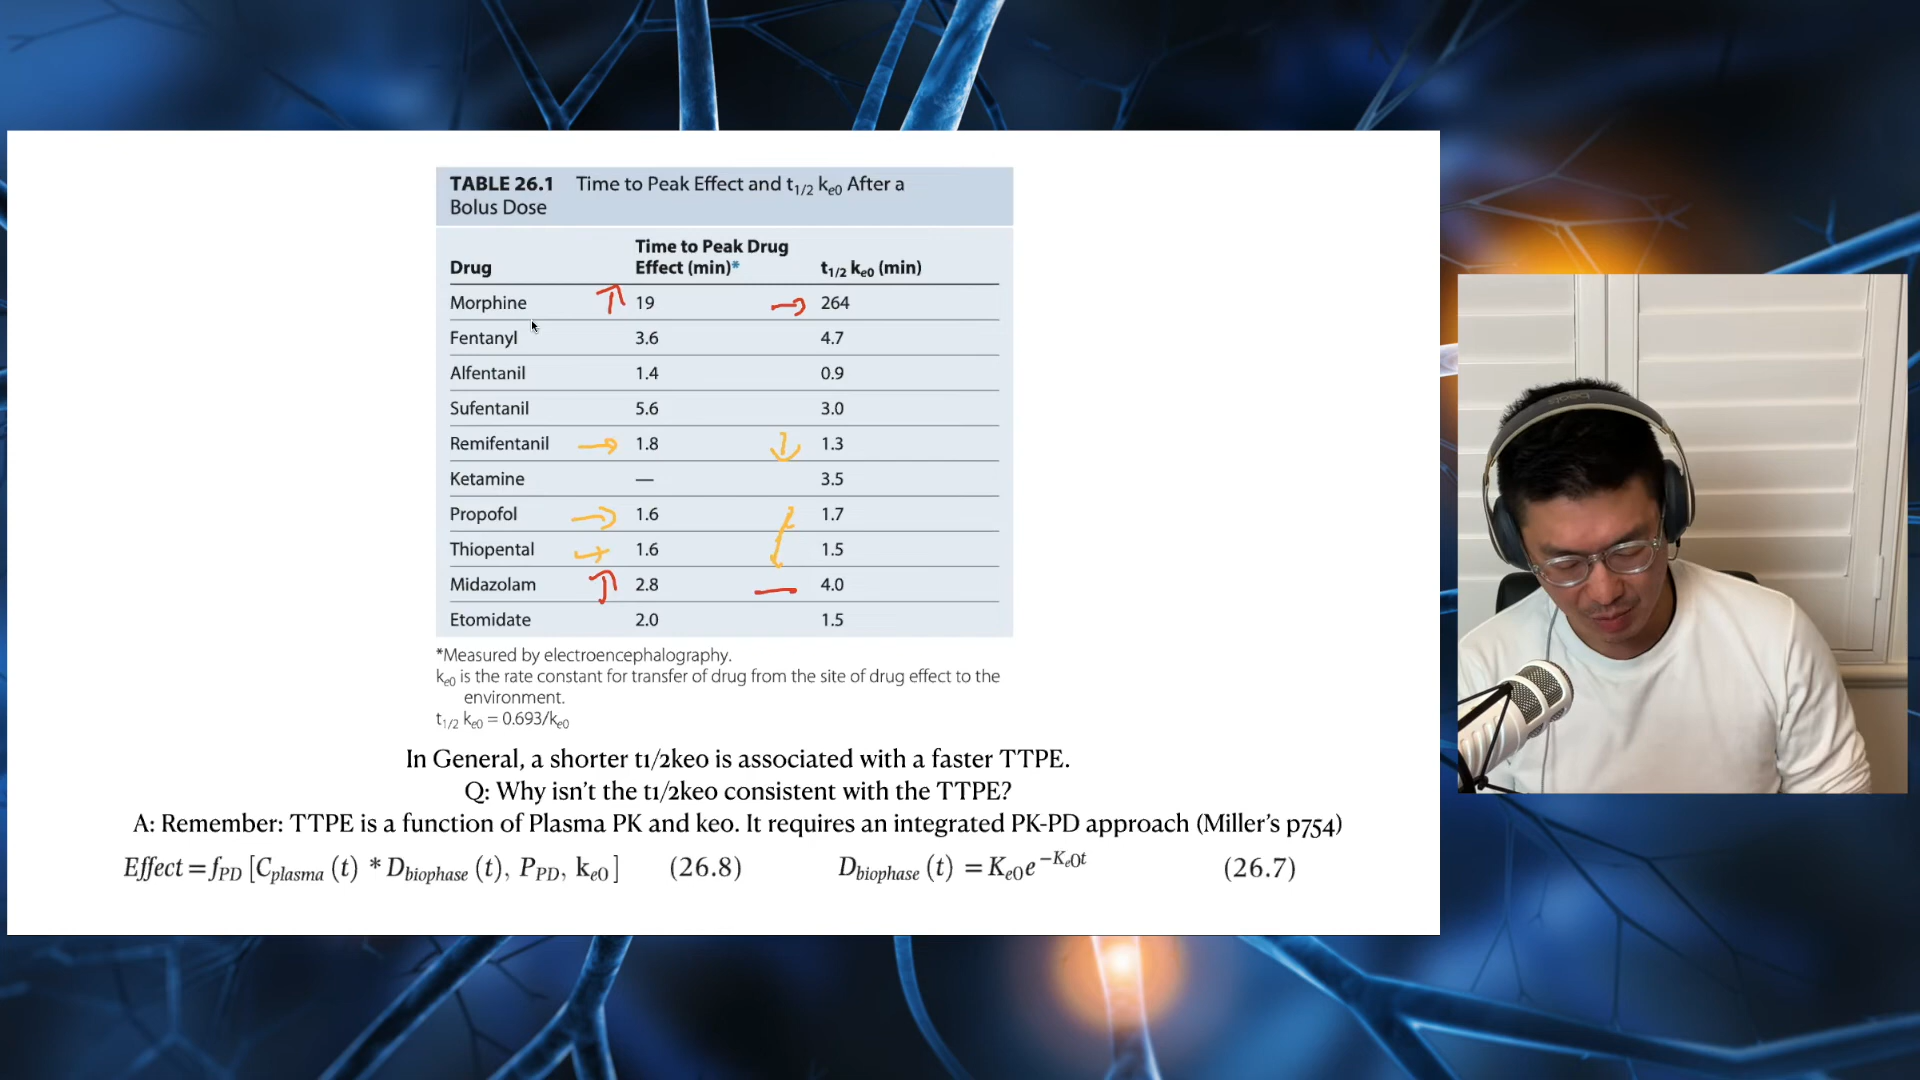 TABLE 26.1 Time to Peak Effect and t1/2 ke0 After a
Bolus Dose
Drug Time to Peak Drug Effect (min)* t1/2 ke0 (min)
Morphine 19 264
Fentanyl 3.6 4.7
Alfentanil 1.4 0.9
Sufentanil 5.6 3.0
Remifentanil 1.8 1.3
Ketamine — 3.5
Propofol 1.6 1.7
Thiopental 1.6 1.5
Midazolam 2.8 4.0
Etomidate 2.0 1.5
*Measured by electroencephalography.
ke0 is the rate constant for transfer of drug from the site of drug effect to the
environment.
t1/2 ke0 = 0.693/ke0
In General, a shorter t1/2keo is associated with a faster TTPE.
Q: Why isn't the t1/2keo consistent with the TTPE?
A: Remember: TTPE is a function of Plasma PK and keo. It requires an integrated PK-PD approach (Miller's p754)
Effect = fPD [Cplasma (t) * Dbiophase (t), PPD, ke0] (26.8) Dbiophase (t) = Ke0e^−Ke0t (26.7)
beats